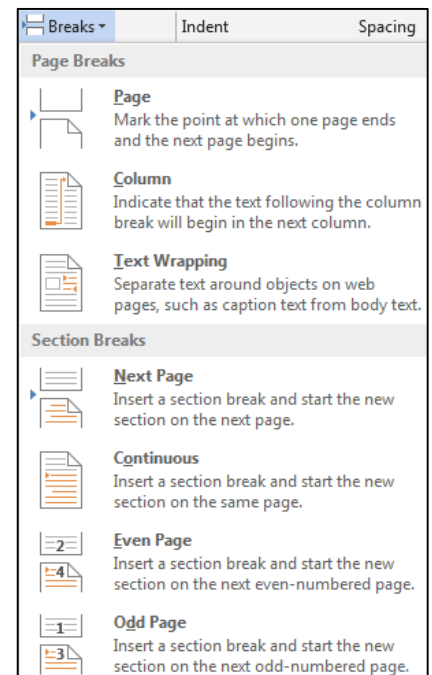 Breaks Indent Spacing
Page Breaks
Page
Mark the point at which one page ends
and the next page begins.
Column
Indicate that the text following the column
break will begin in the next column.
Text Wrapping
Separate text around objects on web
pages, such as caption text from body text.
Section Breaks
Next Page
Insert a section break and start the new
section on the next page.
Continuous
Insert a section break and start the new
section on the same page.
2
Even Page
Insert a section break and start the new
4
section on the next even-numbered page.
1
Odd Page
Insert a section break and start the new
3
section on the next odd-numbered page.